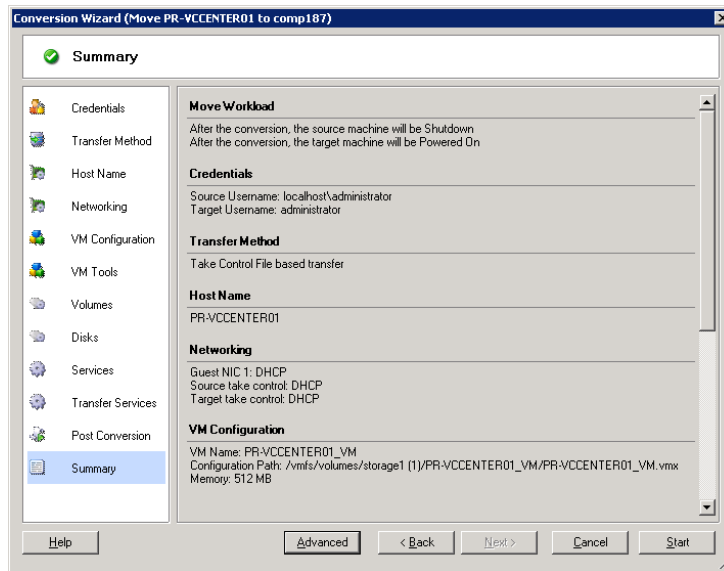 Conversion Wizard (Move PR-VCCENTER01 to comp187)
Summary
Credentials
Transfer Method
Host Name
Networking
VM Configuration
VM Tools
Volumes
Disks
Services
Transfer Services
Post Conversion
Summary
Move Workload
After the conversion, the source machine will be Shutdown
After the conversion, the target machine will be Powered On
Credentials
Source Username: localhost\administrator
Target Username: administrator
Transfer Method
Take Control File based transfer
Host Name
PR-VCCENTER01
Networking
Guest NIC 1: DHCP
Source take control: DHCP
Target take control: DHCP
VM Configuration
VM Name: PR-VCCENTER01_VM
Configuration Path: /vmfs/volumes/storage1 (1)/PR-VCCENTER01_VM/PR-VCCENTER01_VM.vmx
Memory: 512 MB
Help
Advanced
< Back
Next >
Cancel
Start